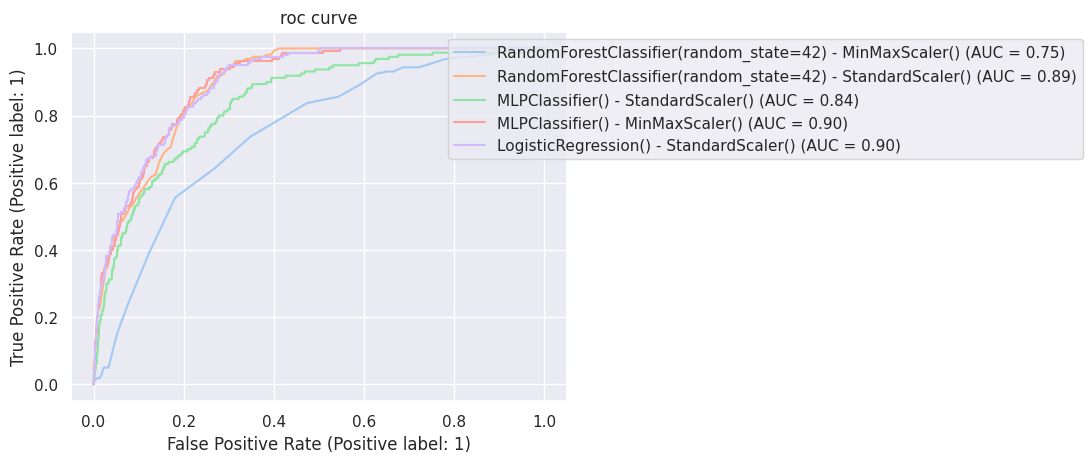 roc curve
True Positive Rate (Positive label: 1)
1.0
0.8
0.6
0.4
0.2
0.0
RandomForestClassifier(random_state=42) - MinMaxScaler() (AUC = 0.75)
RandomForestClassifier(random_state=42) - StandardScaler() (AUC = 0.89)
MLPClassifier() - StandardScaler() (AUC = 0.84)
MLPClassifier() - MinMaxScaler() (AUC = 0.90)
LogisticRegression() - StandardScaler() (AUC = 0.90)
0.0 0.2 0.4 0.6 0.8 1.0
False Positive Rate (Positive label: 1)